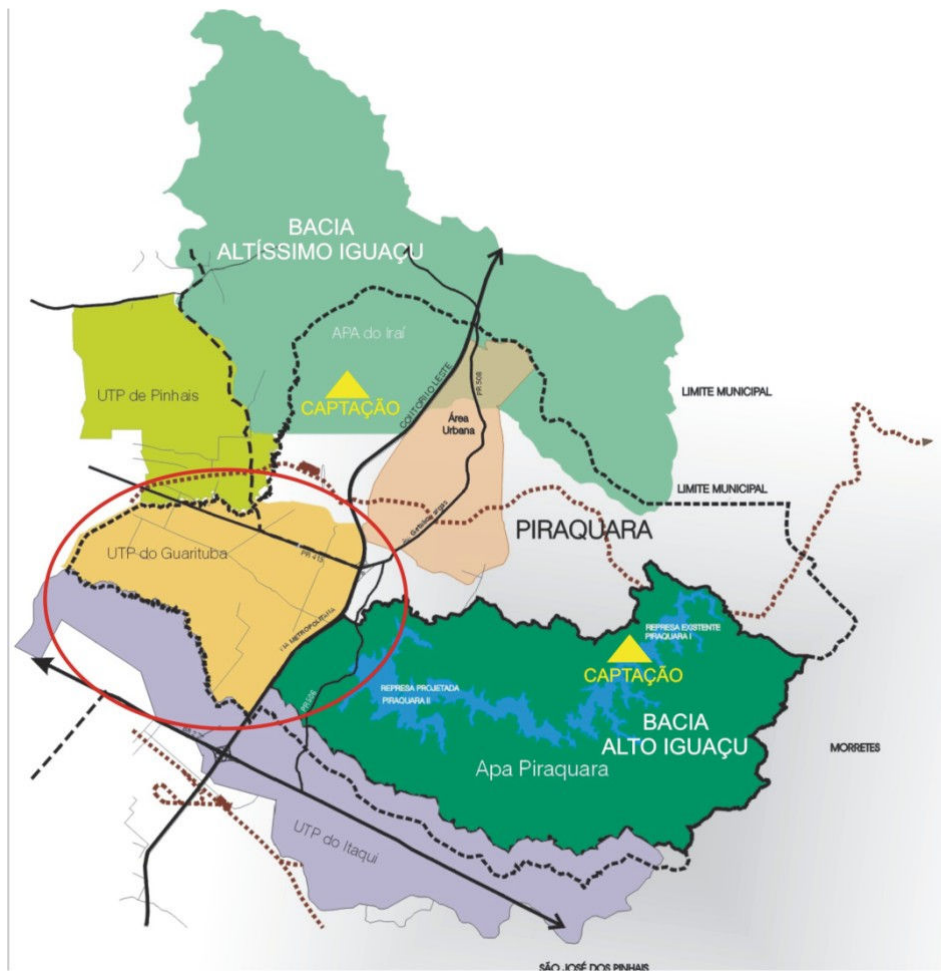 BACIA
ALTÍSSIMO IGUAÇU
APA do Iraí
UTP de Pinhais
CAPTAÇÃO
CONTORNO LESTE
PR 508
LIMITE MUNICIPAL
Área
Urbana
LIMITE MUNICIPAL
PIRAQUARA
UTP do Guarituba
PR 415
METROPOLITANA
REPRESA EXISTENTE
PIRAQUARA I
CAPTAÇÃO
REPRESA PROJETADA
PIRAQUARA II
PR 506
BACIA
ALTO IGUAÇU
MORRETES
Apa Piraquara
UTP do Itaqui
SÃO JOSÉ DOS PINHAIS